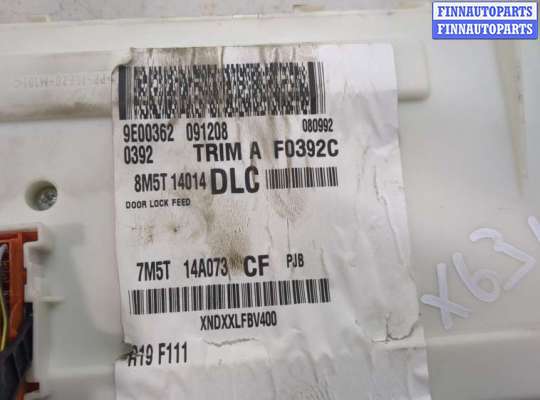 FINNAUTOPARTS
FINNAUTOPARTS
9E00362 091208 080992
0392 TRIM A F0392C
8M5T 14014 DLC
DOOR LOCK FEED
7M5T 14A073 CF PJB
XNDXXLFBV400
A19 F111